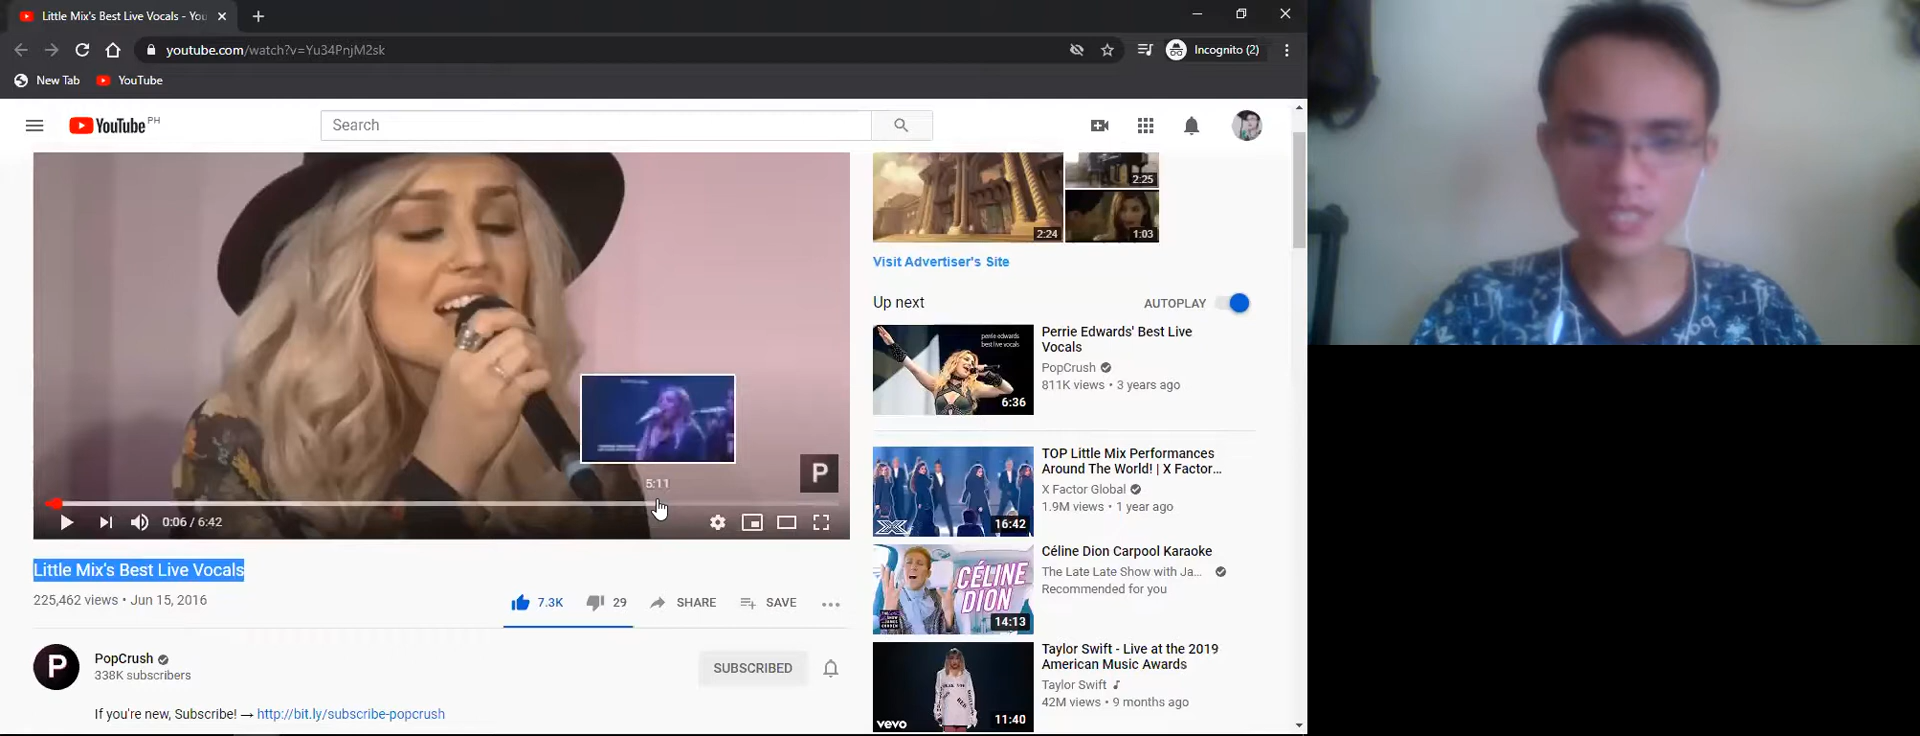 Little Mix's Best Live Vocals - You
youtube.com/watch?v=Yu34PnjM2sk
Incognito (2)
New Tab
YouTube
YouTube PH
Search
2:25
2:24
1:03
Visit Advertiser's Site
Up next
AUTOPLAY
perrie edwards
best live vocals
6:36
Perrie Edwards' Best Live
Vocals
PopCrush
811K views • 3 years ago
P
5:11
0:06 / 6:42
16:42
TOP Little Mix Performances
Around The World! | X Factor...
X Factor Global
1.9M views • 1 year ago
Little Mix's Best Live Vocals
225,462 views • Jun 15, 2016
7.3K
29
SHARE
SAVE
CÉLINE
DION
14:13
Céline Dion Carpool Karaoke
The Late Late Show with Ja...
Recommended for you
P
PopCrush
338K subscribers
SUBSCRIBED
If you're new, Subscribe! → http://bit.ly/subscribe-popcrush
vevo
11:40
Taylor Swift - Live at the 2019
American Music Awards
Taylor Swift
42M views • 9 months ago